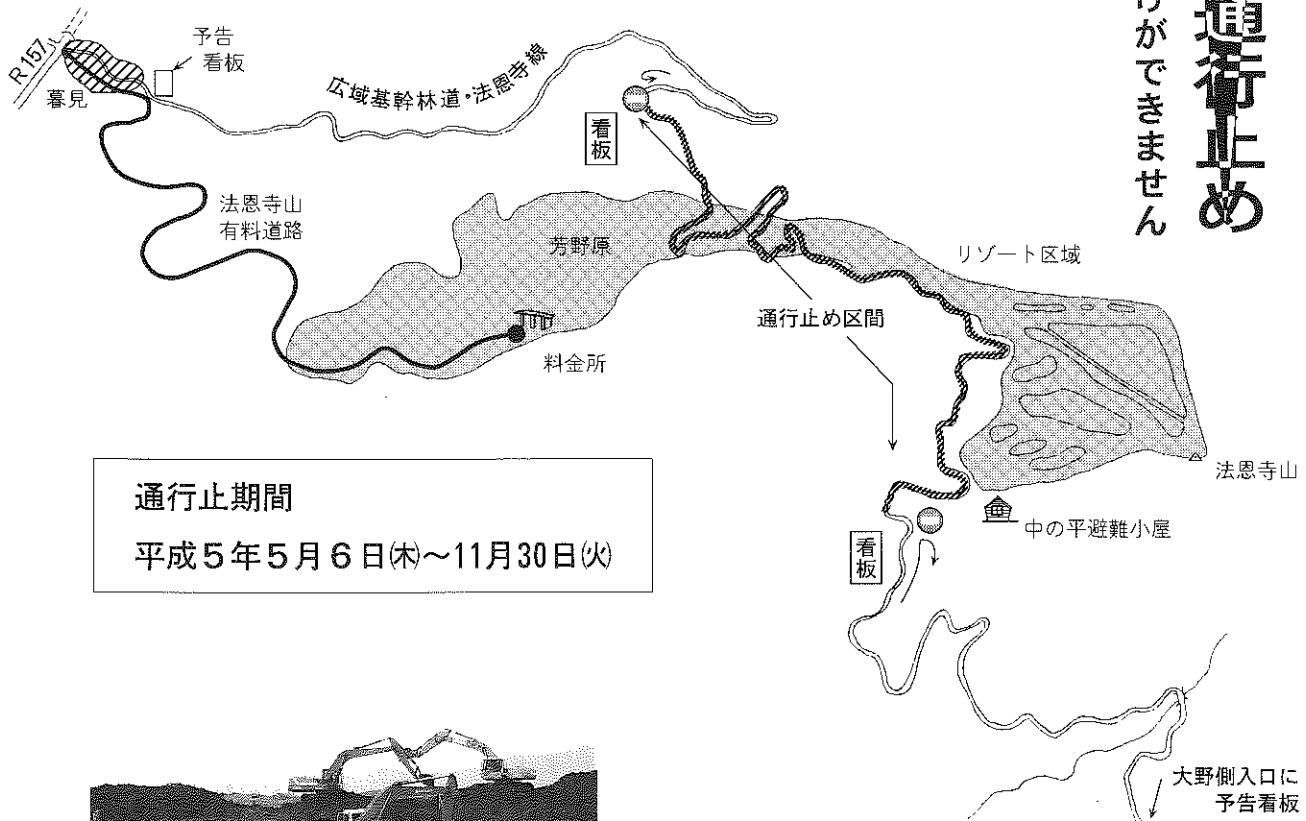 通行止め
けができません
R 157
暮見
予告
看板
広域基幹林道・法恩寺線
看板
法恩寺山
有料道路
芳野原
リゾート区域
通行止め区間
料金所
法恩寺山
中の平避難小屋
看板
大野側入口に
予告看板
通行止期間
平成5年5月6日㈭～11月30日㈫